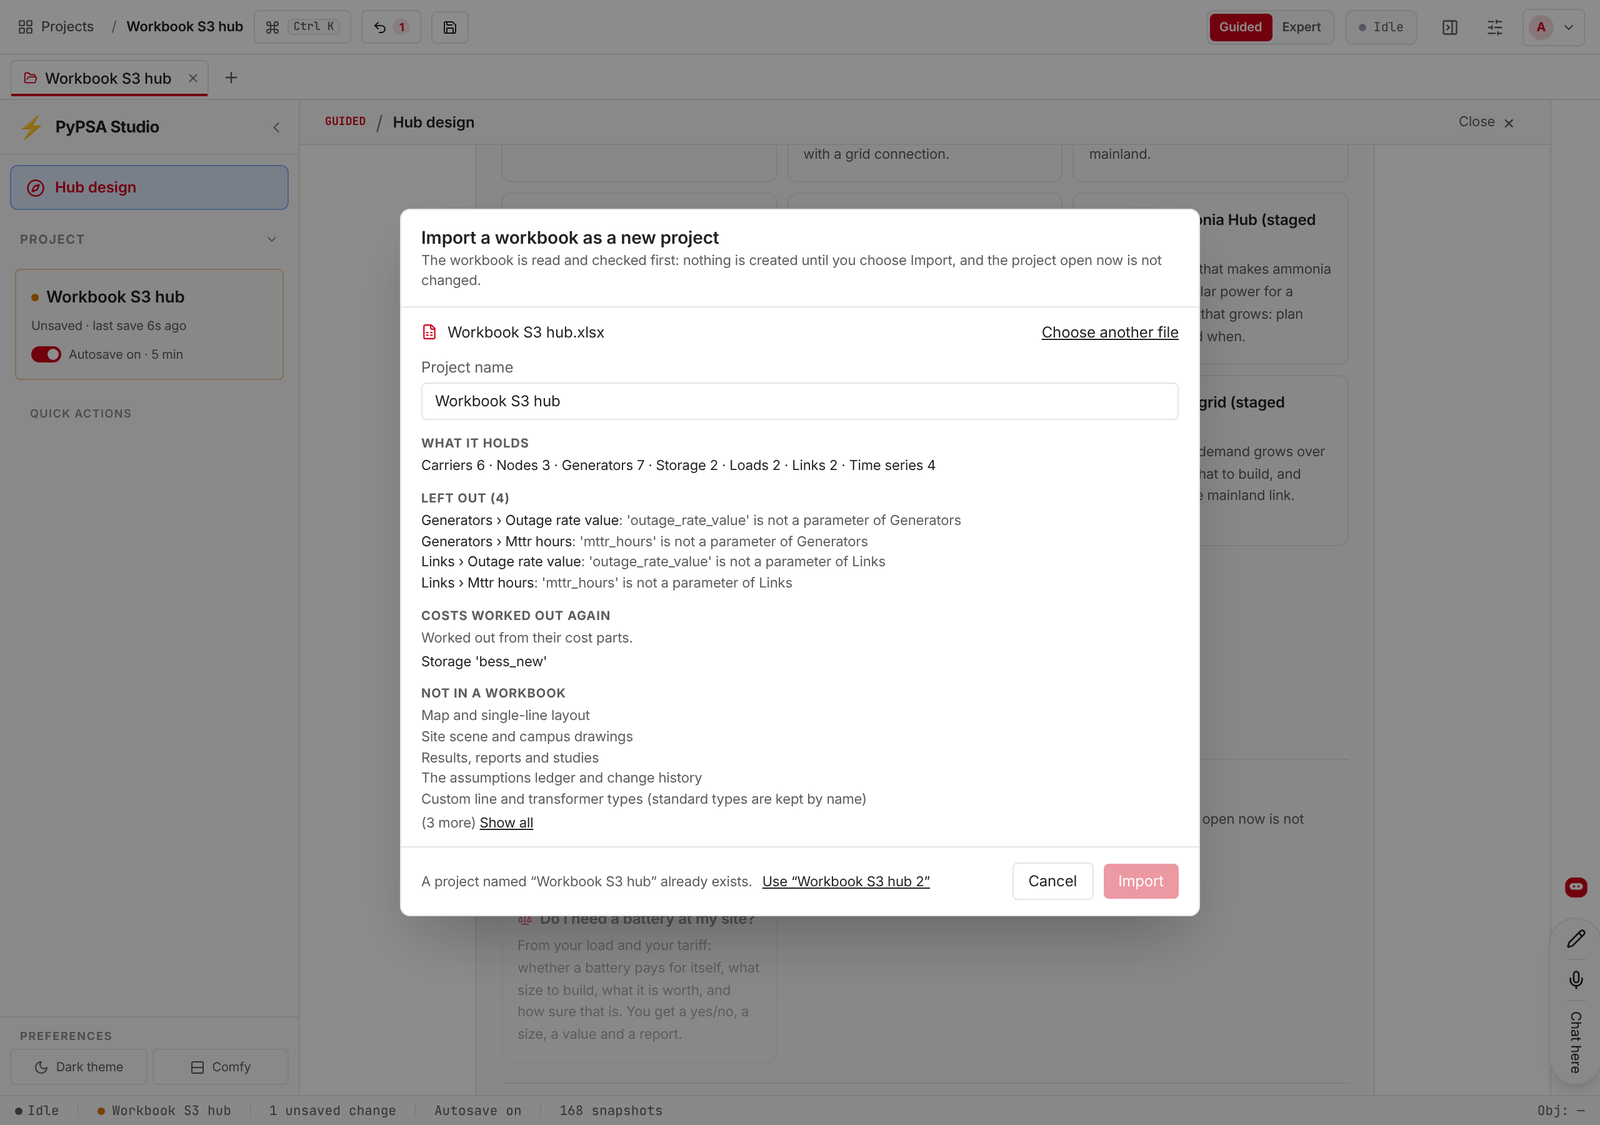 Projects / Workbook S3 hub Ctrl K 1 Guided Expert Idle A
Workbook S3 hub
PyPSA Studio
GUIDED / Hub design Close
Hub design
PROJECT
Workbook S3 hub
Unsaved · last save 6s ago
Autosave on · 5 min
QUICK ACTIONS
PREFERENCES
Dark theme Comfy
with a grid connection.
mainland.
nia Hub (staged
that makes ammonia
lar power for a
that grows: plan
when.
grid (staged
demand grows over
hat to build, and
mainland link.
Import a workbook as a new project
The workbook is read and checked first: nothing is created until you choose Import, and the project open now is not
changed.
Workbook S3 hub.xlsx Choose another file
Project name
Workbook S3 hub
WHAT IT HOLDS
Carriers 6 · Nodes 3 · Generators 7 · Storage 2 · Loads 2 · Links 2 · Time series 4
LEFT OUT (4)
Generators › Outage rate value: 'outage_rate_value' is not a parameter of Generators
Generators › Mttr hours: 'mttr_hours' is not a parameter of Generators
Links › Outage rate value: 'outage_rate_value' is not a parameter of Links
Links › Mttr hours: 'mttr_hours' is not a parameter of Links
COSTS WORKED OUT AGAIN
Worked out from their cost parts.
Storage 'bess_new'
NOT IN A WORKBOOK
Map and single-line layout
Site scene and campus drawings
Results, reports and studies
The assumptions ledger and change history
Custom line and transformer types (standard types are kept by name)
(3 more) Show all
A project named “Workbook S3 hub” already exists. Use “Workbook S3 hub 2” Cancel Import
open now is not
Do I need a battery at my site?
From your load and your tariff:
whether a battery pays for itself, what
size to build, what it is worth, and
how sure that is. You get a yes/no, a
size, a value and a report.
Chat here
Idle Workbook S3 hub 1 unsaved change Autosave on 168 snapshots Obj: —